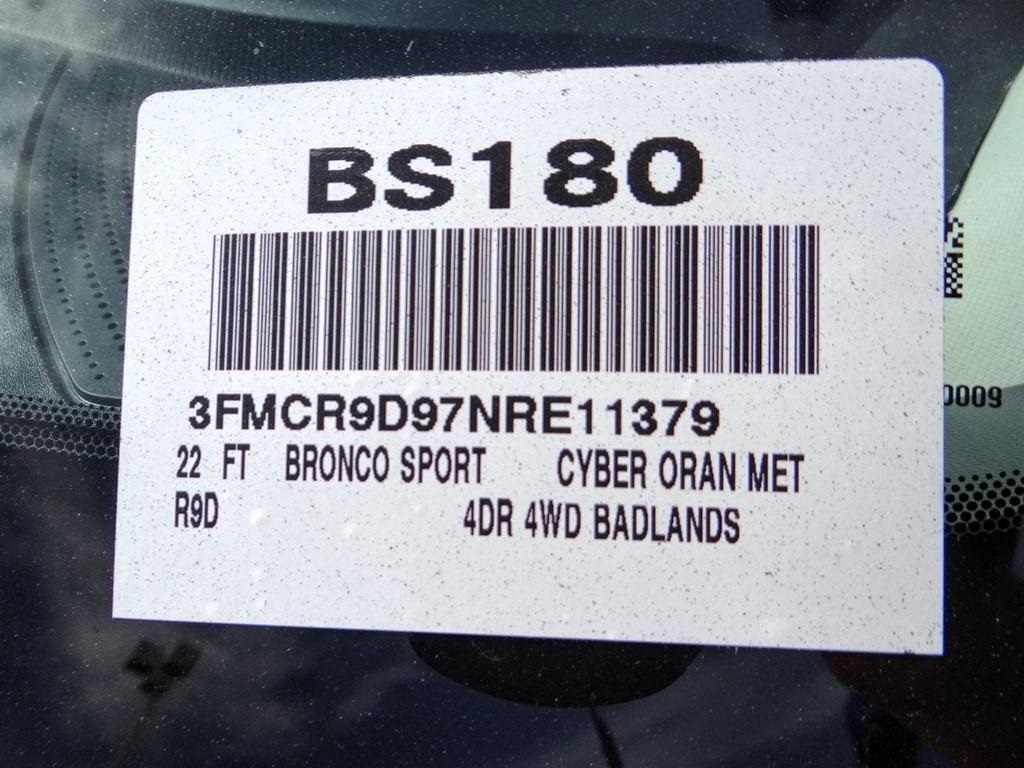 BS180
3FMCR9D97NRE11379
22 FT BRONCO SPORT CYBER ORAN MET
R9D 4DR 4WD BADLANDS
0009